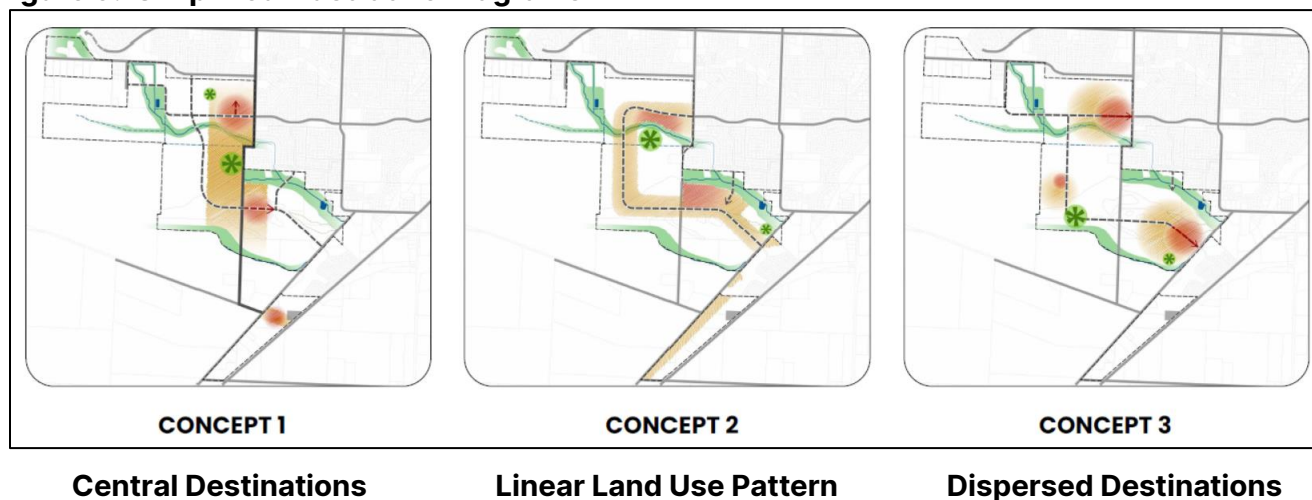 CONCEPT 1
CONCEPT 2
CONCEPT 3
Central Destinations
Linear Land Use Pattern
Dispersed Destinations